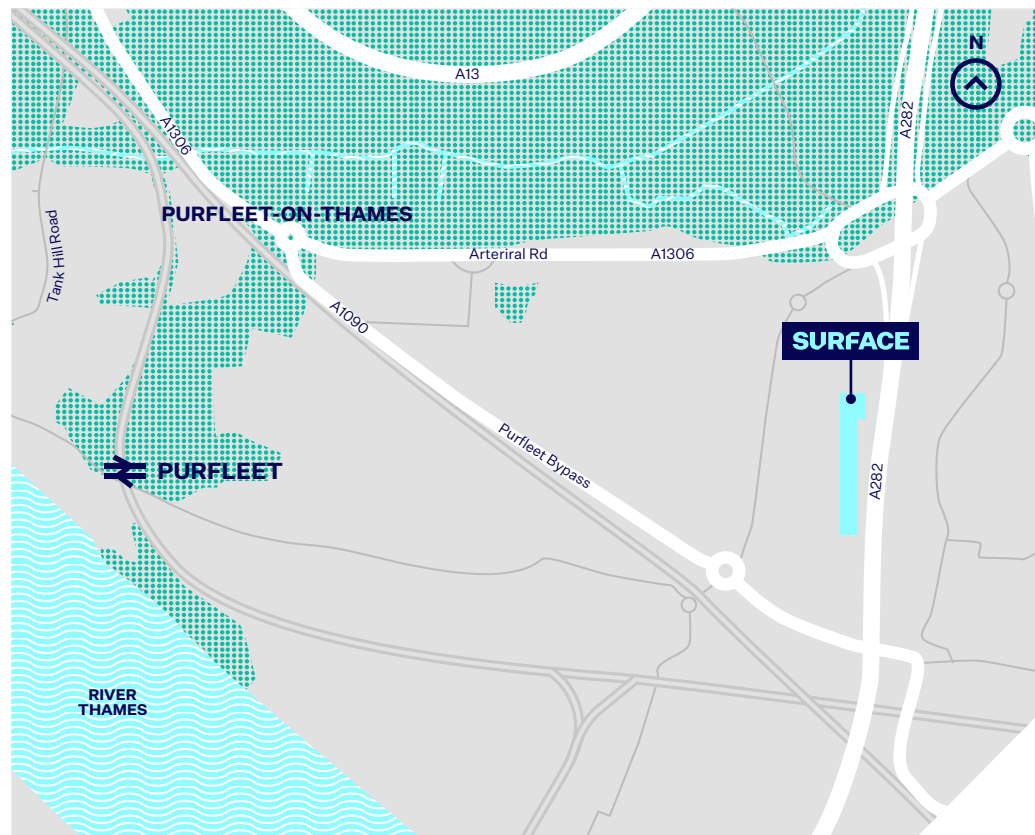 N
A13
A282
A1306
PURFLEET-ON-THAMES
Tank Hill Road
Arteriral Rd
A1306
A1090
SURFACE
Purfleet Bypass
PURFLEET
A282
RIVER
THAMES